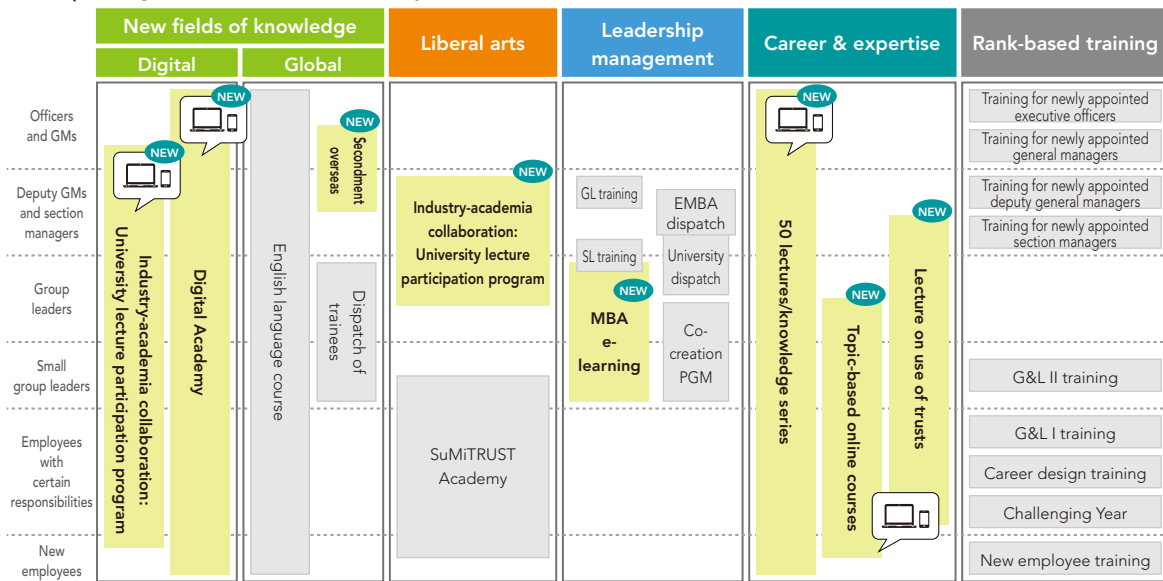 New fields of knowledge
Digital
Global
Liberal arts
Leadership
management
Career & expertise
Rank-based training
Officers
and GMs
Deputy GMs
and section
managers
Group
leaders
Small
group leaders
Employees
with
certain
responsibilities
New
employees
NEW
Industry-academia collaboration:
University lecture participation program
NEW
Digital Academy
English language course
NEW
Secondment
overseas
Dispatch of
trainees
NEW
Industry-academia
collaboration:
University lecture
participation program
SuMiTRUST
Academy
GL training
SL training
NEW
MBA
e-
learning
EMBA
dispatch
University
dispatch
Co-
creation
PGM
NEW
50 lectures/knowledge series
NEW
Topic-based online courses
NEW
Lecture on use of trusts
Training for newly appointed
executive officers
Training for newly appointed
general managers
Training for newly appointed
deputy general managers
Training for newly appointed
section managers
G&L II training
G&L I training
Career design training
Challenging Year
New employee training